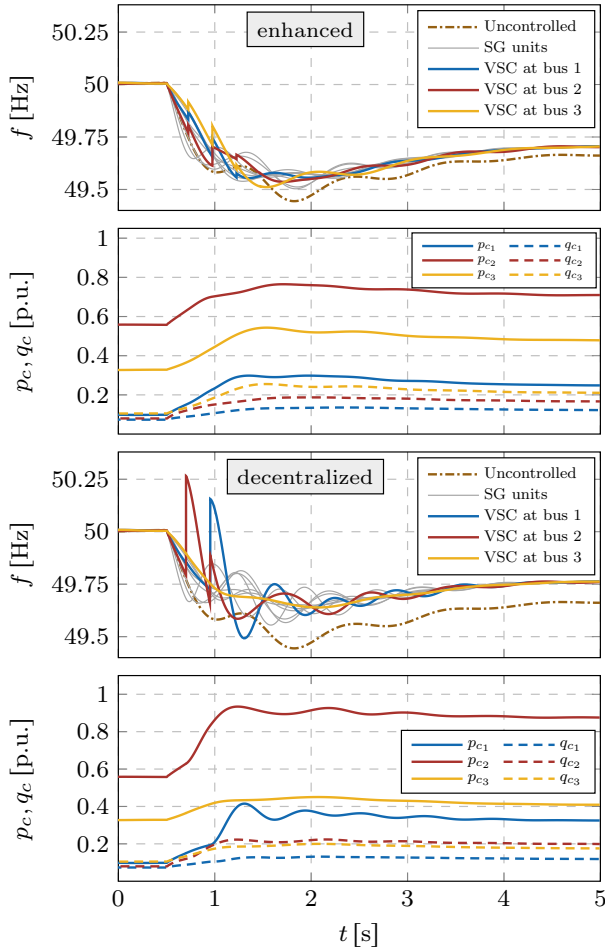 50.25
50
49.75
49.5
f [Hz]
enhanced
Uncontrolled
SG units
VSC at bus 1
VSC at bus 2
VSC at bus 3
1
0.8
0.6
0.4
0.2
p_c, q_c [p.u.]
p_{c_1} q_{c_1}
p_{c_2} q_{c_2}
p_{c_3} q_{c_3}
50.25
50
49.75
49.5
f [Hz]
decentralized
Uncontrolled
SG units
VSC at bus 1
VSC at bus 2
VSC at bus 3
1
0.8
0.6
0.4
0.2
p_c, q_c [p.u.]
p_{c_1} q_{c_1}
p_{c_2} q_{c_2}
p_{c_3} q_{c_3}
0 1 2 3 4 5
t [s]